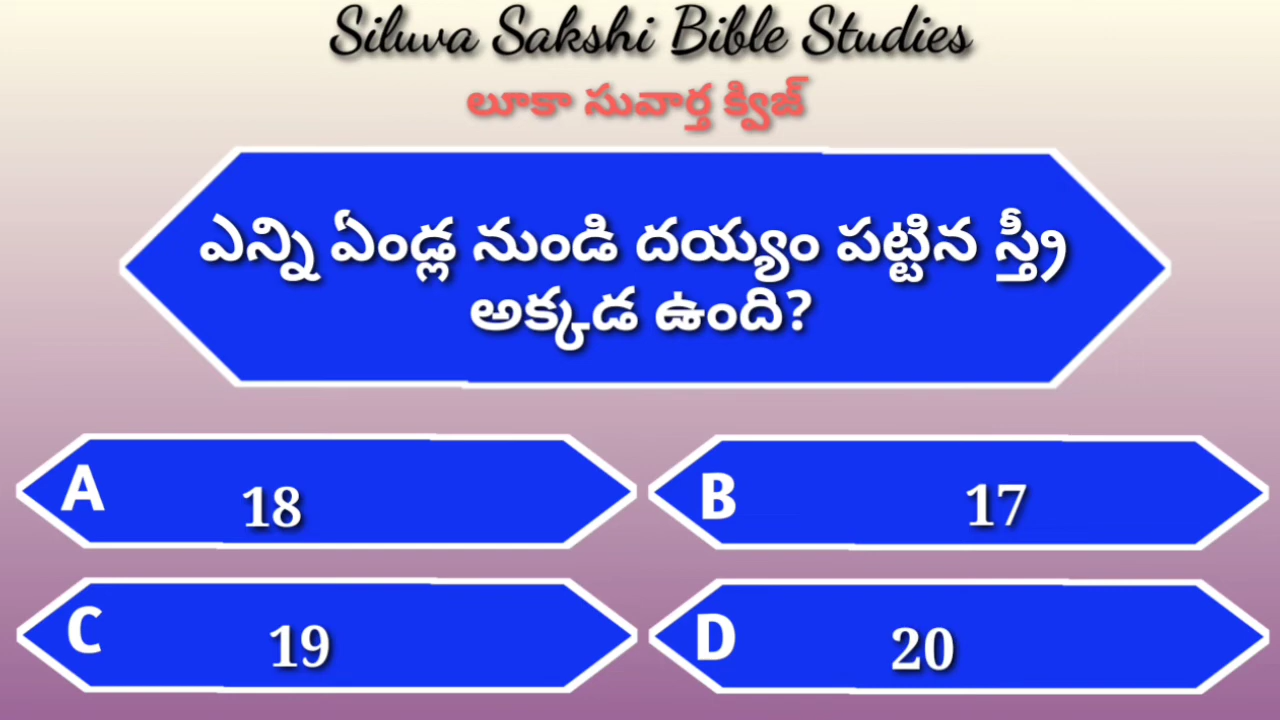 Siluva Sakshi Bible Studies
లూకా సువార్త క్విజ్
ఎన్ని ఏండ్ల నుండి దయ్యం పట్టిన స్త్రీ
అక్కడ ఉంది?
A 18
B 17
C 19
D 20